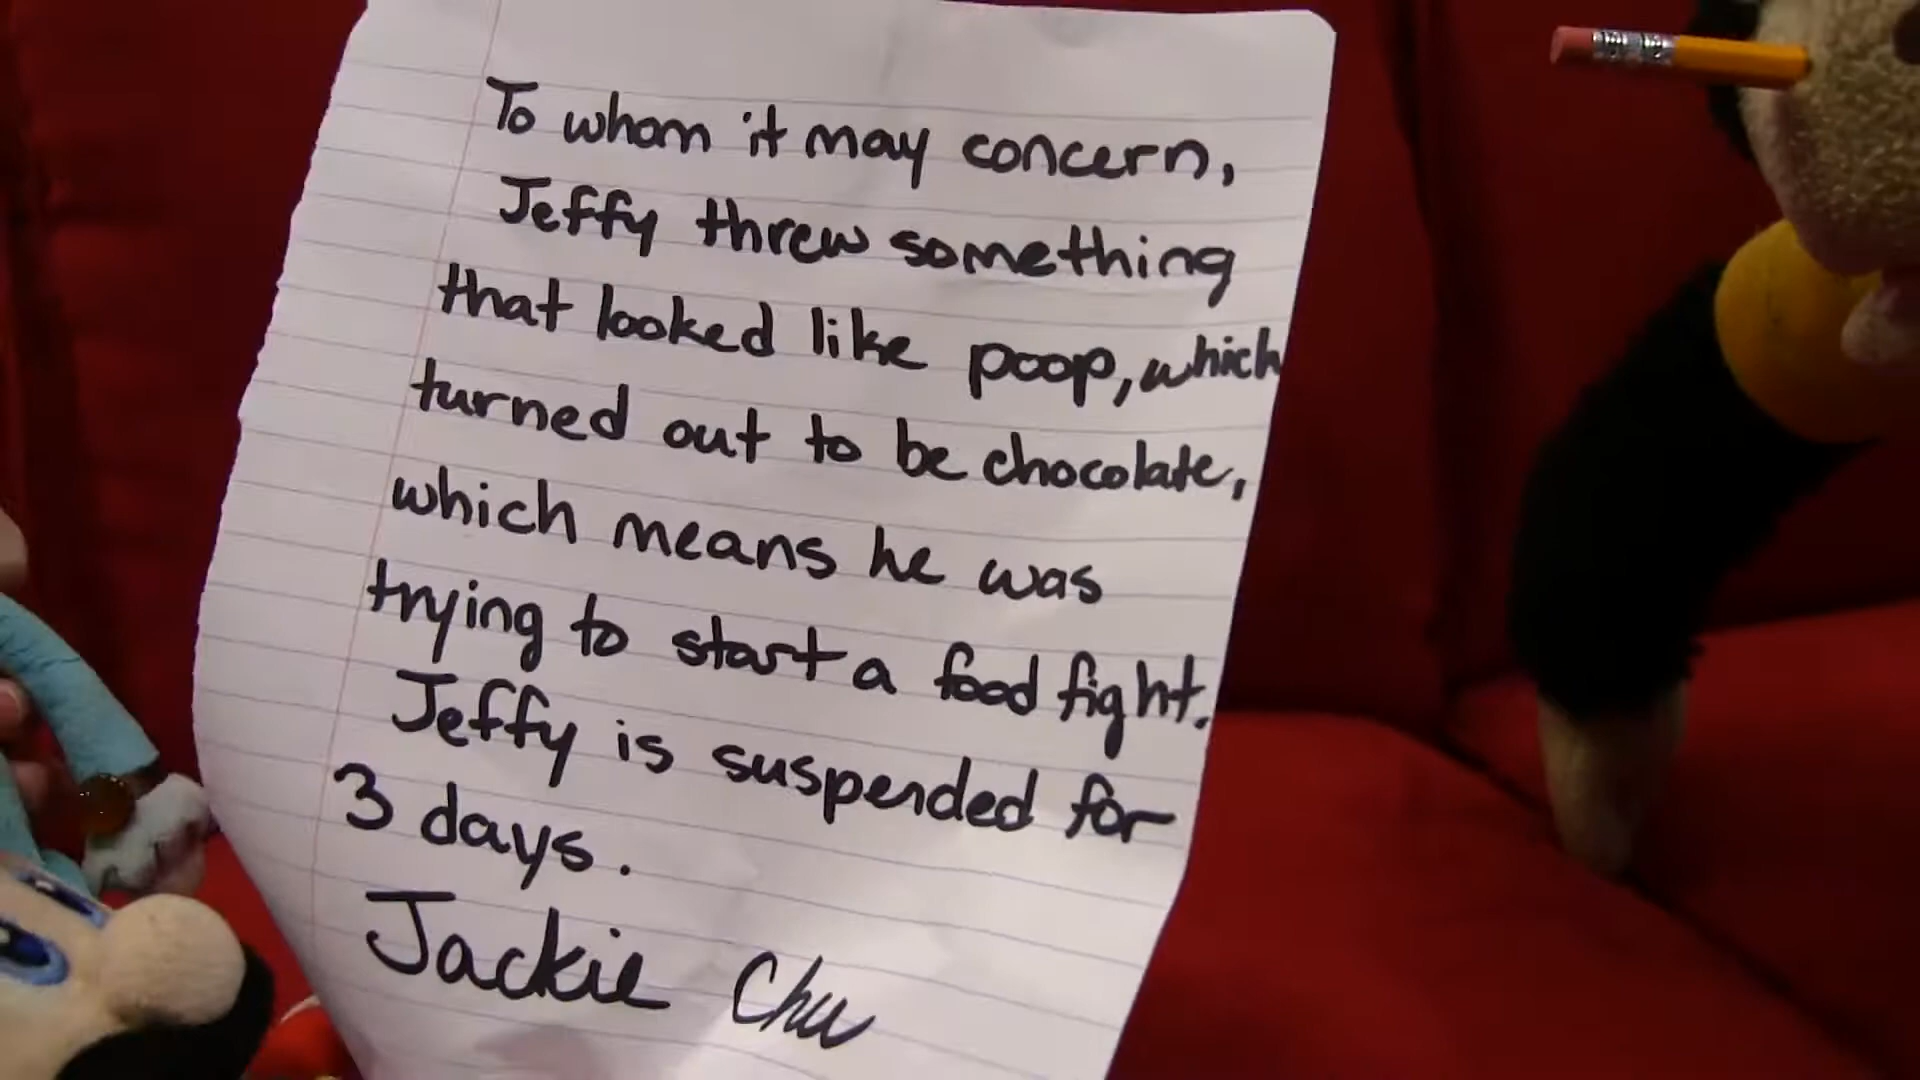 To whom it may concern,
Jeffy threw something
that looked like poop, which
turned out to be chocolate,
which means he was
trying to start a food fight.
Jeffy is suspended for
3 days.
Jackie Chu